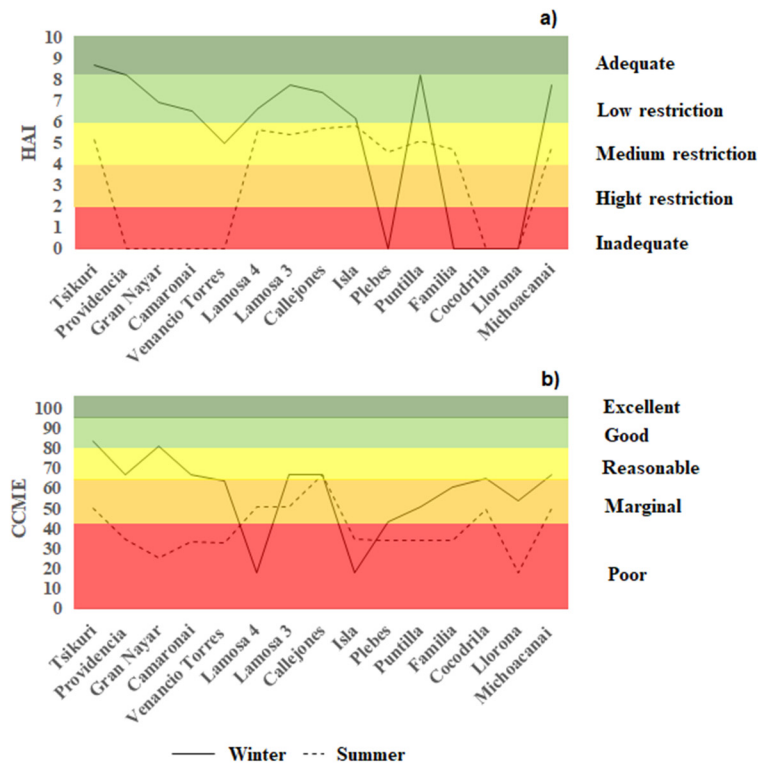 a)
10
9
8
7
6
5
4
3
2
1
0
HAI
Adequate
Low restriction
Medium restriction
Hight restriction
Inadequate
Tsikuri
Providencia
Gran Nayar
Camaronai
Venancio Torres
Lamosa 4
Lamosa 3
Callejones
Isla
Plebes
Puntilla
Familia
Cocodrila
Llorona
Michoacanai
b)
100
90
80
70
60
50
40
30
20
10
0
CCME
Excellent
Good
Reasonable
Marginal
Poor
Tsikuri
Providencia
Gran Nayar
Camaronai
Venancio Torres
Lamosa 4
Lamosa 3
Callejones
Isla
Plebes
Puntilla
Familia
Cocodrila
Llorona
Michoacanai
Winter Summer